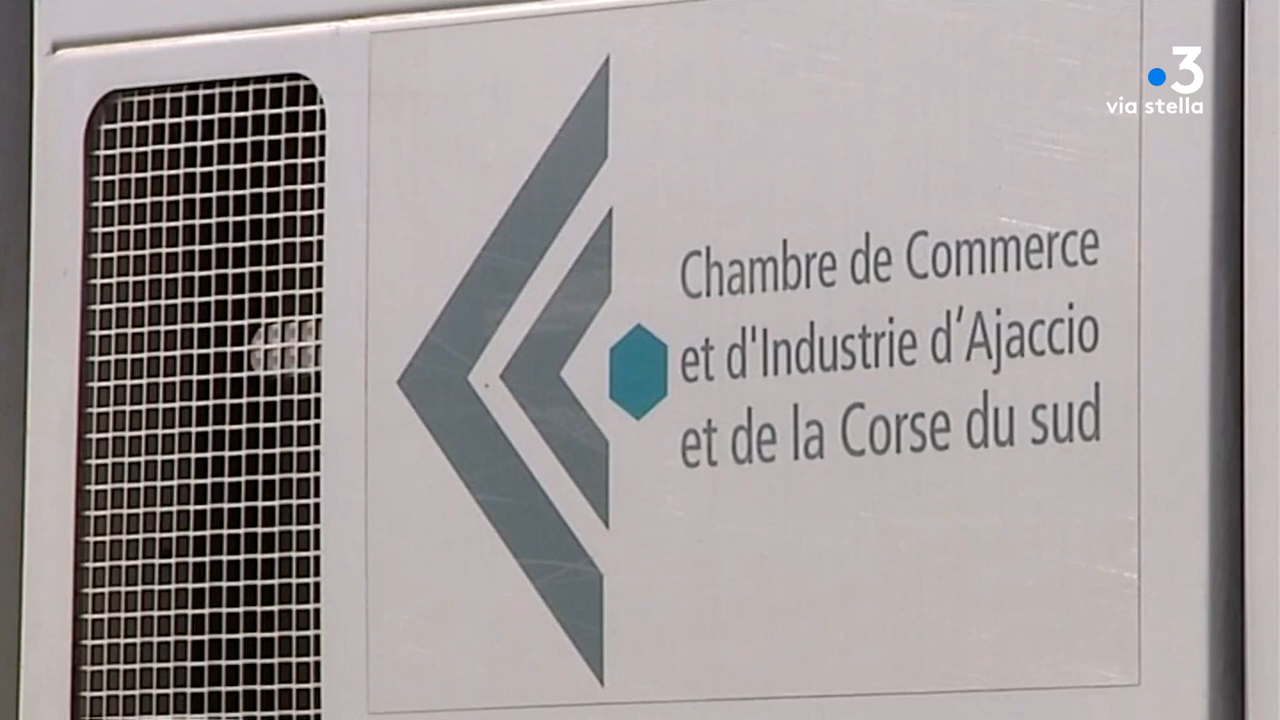 3
via stella
Chambre de Commerce
et d'Industrie d’Ajaccio
et de la Corse du sud